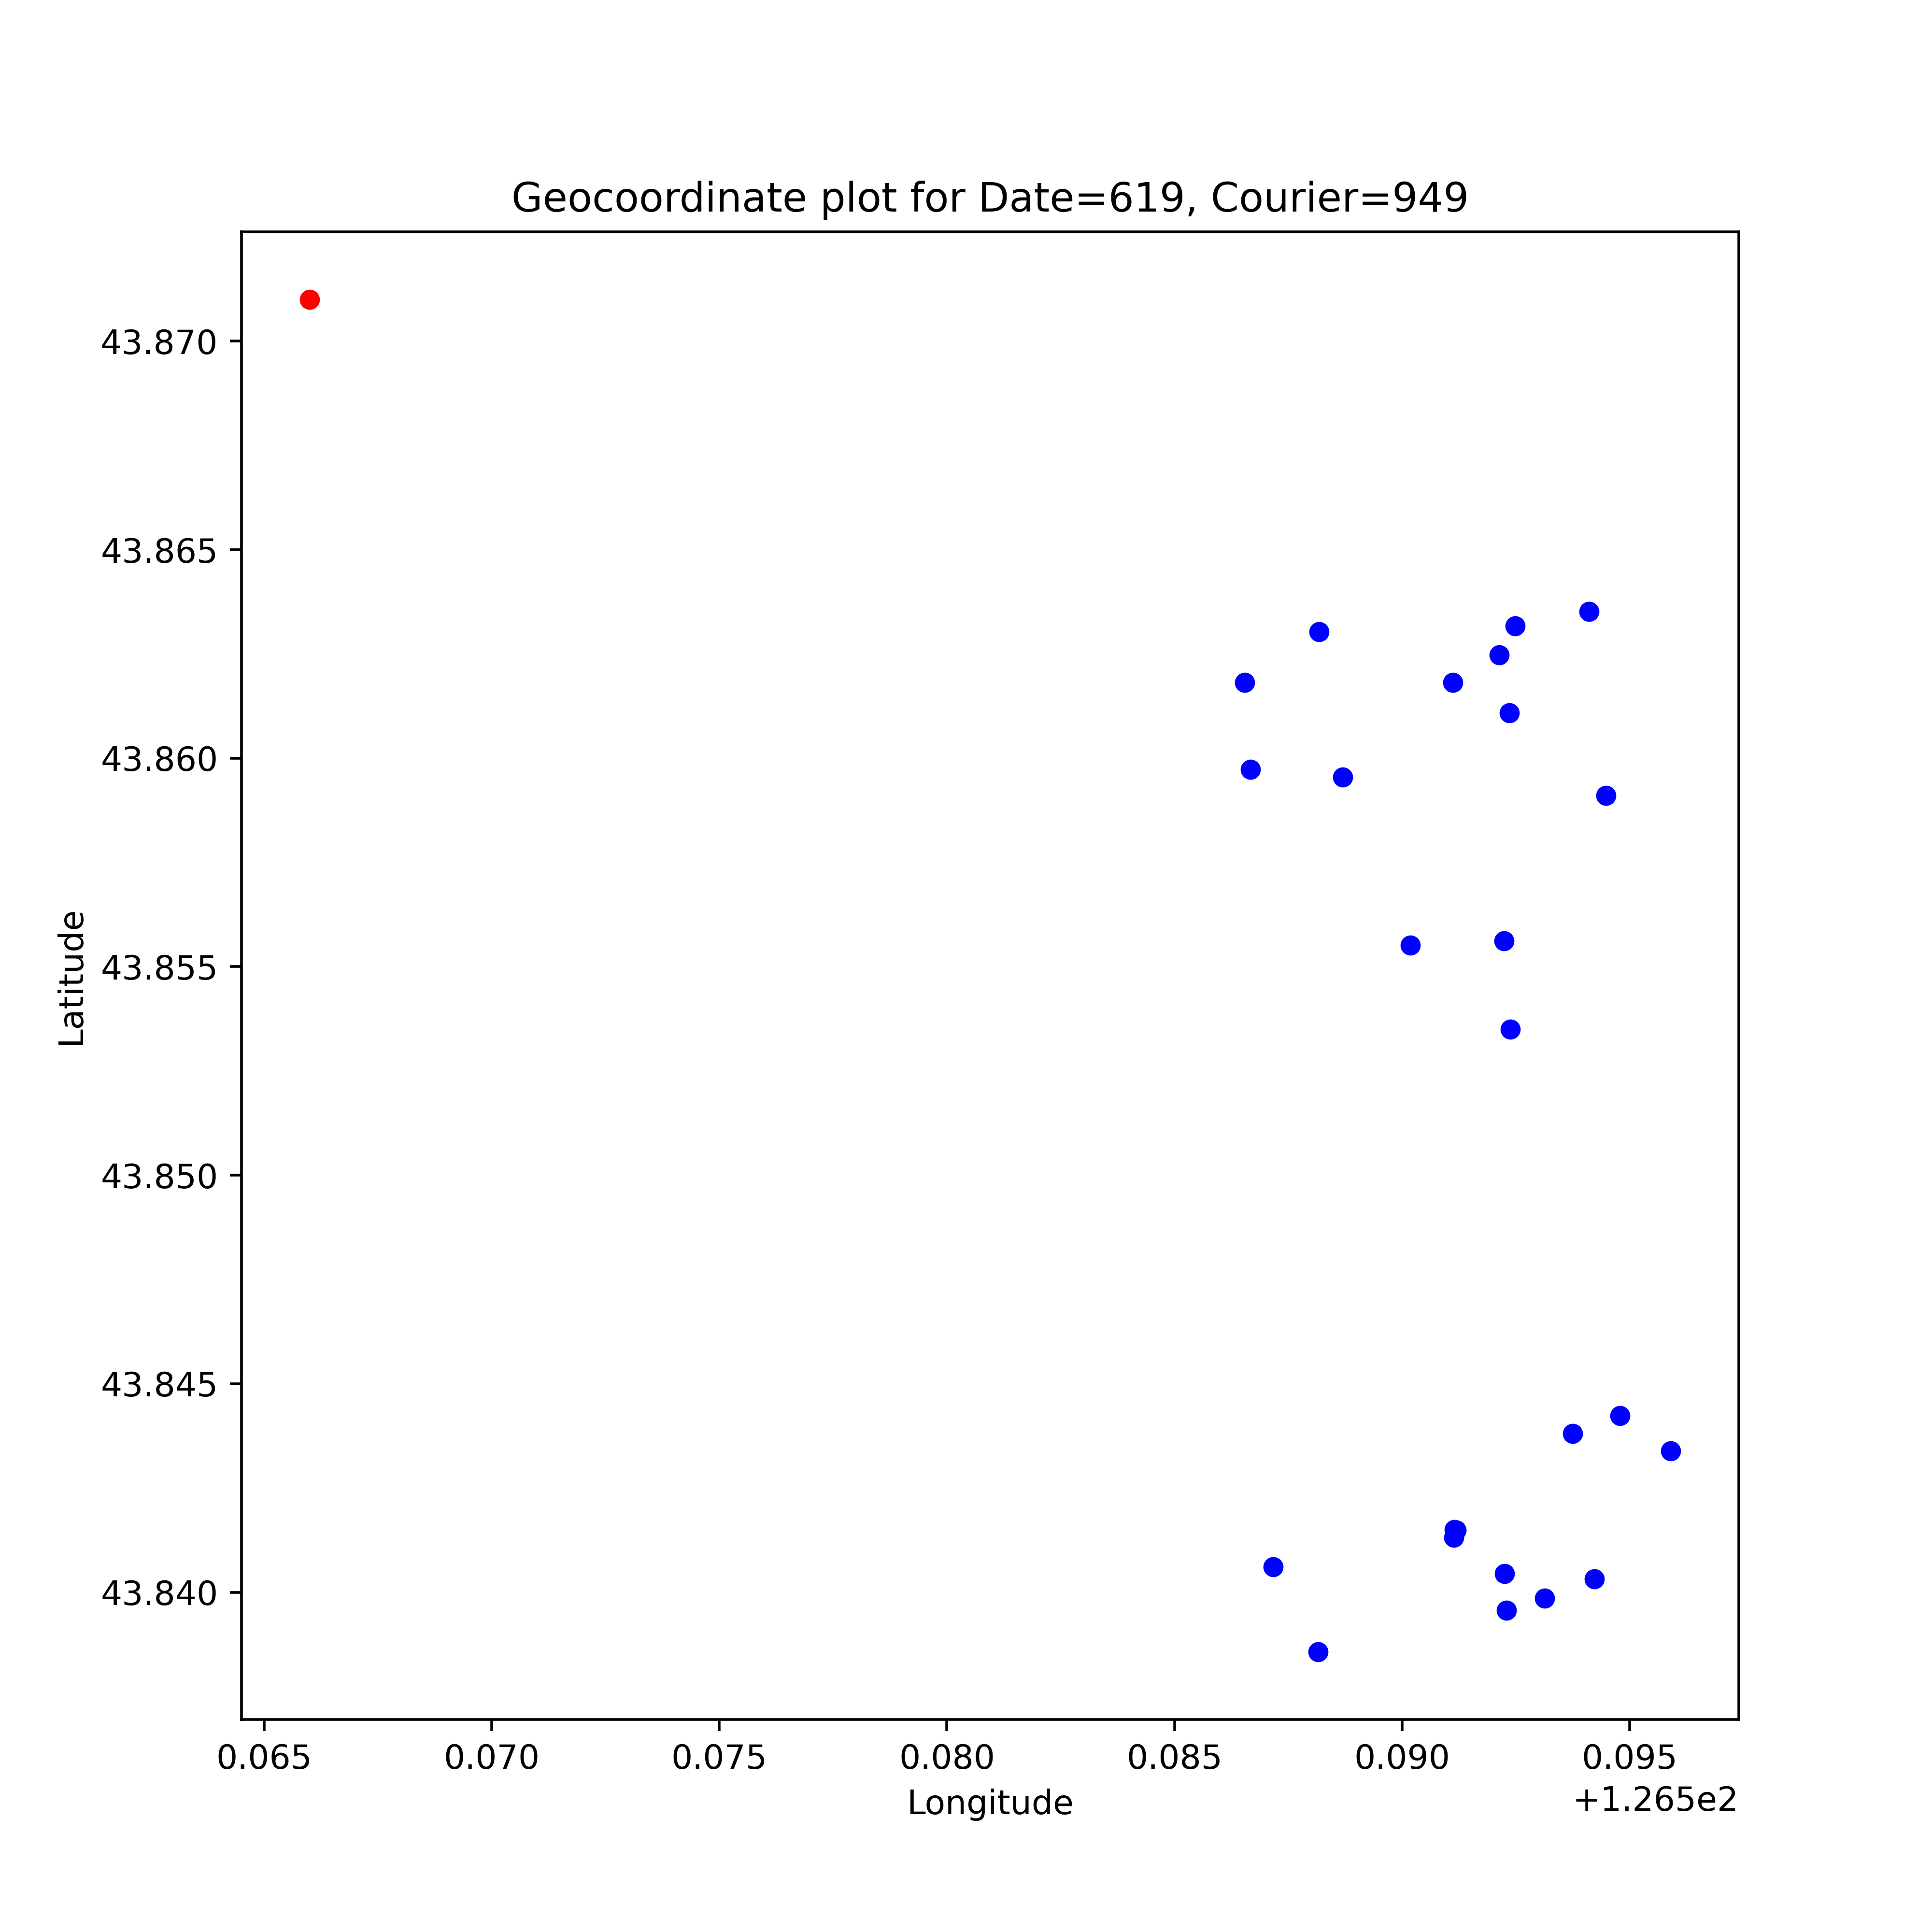 Geocoordinate plot for Date=619, Courier=949
43.870
43.865
43.860
43.855
43.850
43.845
43.840
Latitude
0.065 0.070 0.075 0.080 0.085 0.090 0.095
+1.265e2
Longitude